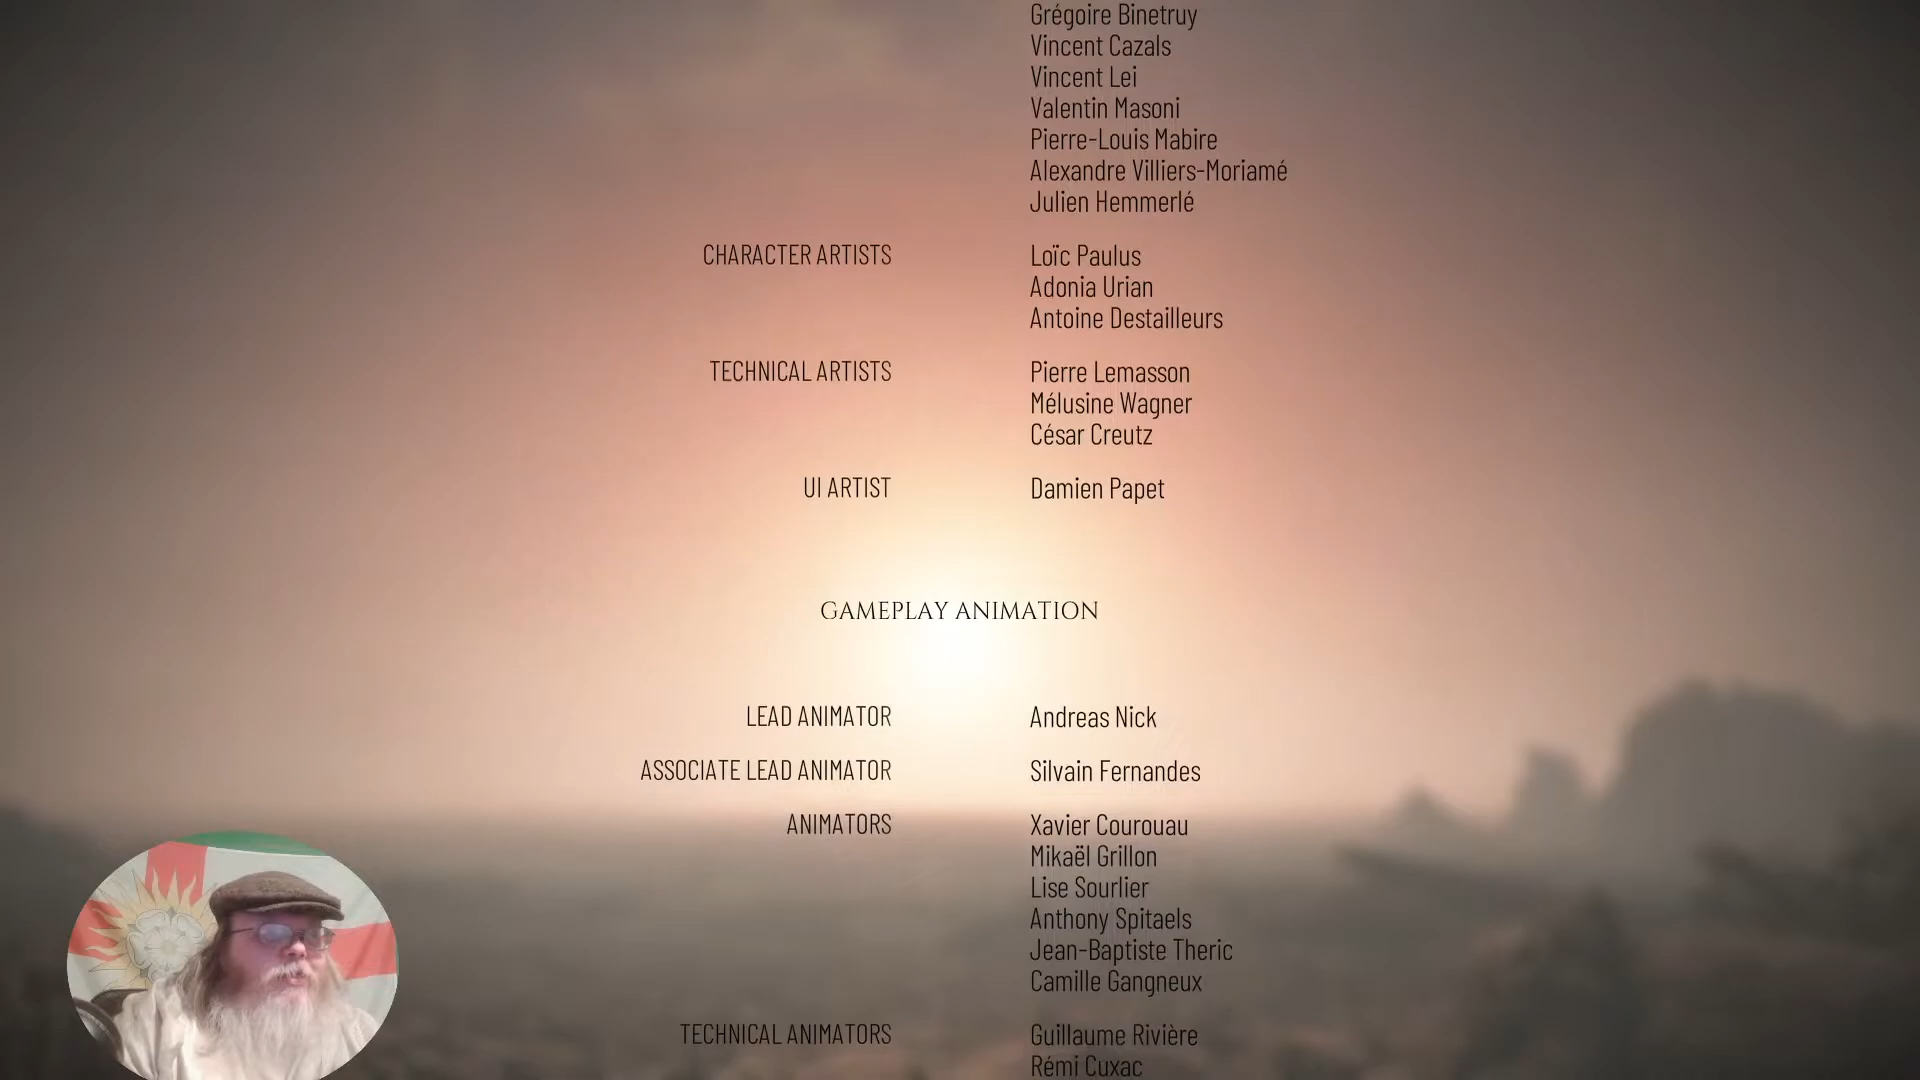 Grégoire Binetruy
Vincent Cazals
Vincent Lei
Valentin Masoni
Pierre-Louis Mabire
Alexandre Villiers-Moriamé
Julien Hemmerlé
CHARACTER ARTISTS Loïc Paulus
Adonia Urian
Antoine Destailleurs
TECHNICAL ARTISTS Pierre Lemasson
Mélusine Wagner
César Creutz
UI ARTIST Damien Papet
GAMEPLAY ANIMATION
LEAD ANIMATOR Andreas Nick
ASSOCIATE LEAD ANIMATOR Silvain Fernandes
ANIMATORS Xavier Courouau
Mikaël Grillon
Lise Sourlier
Anthony Spitaels
Jean-Baptiste Theric
Camille Gangneux
TECHNICAL ANIMATORS Guillaume Rivière
Rémi Cuxac